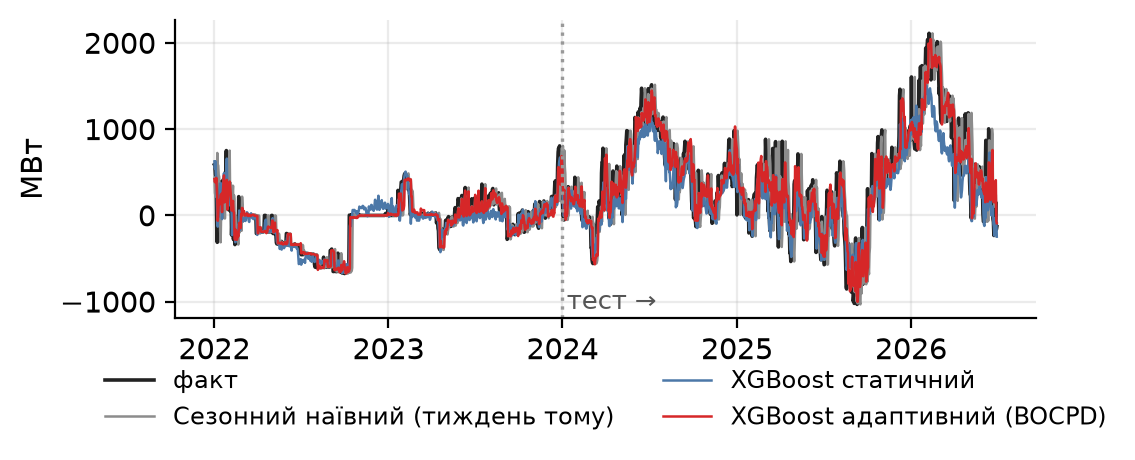 МВт
2000
1000
0
−1000
тест →
2022 2023 2024 2025 2026
факт
Сезонний наївний (тиждень тому)
XGBoost статичний
XGBoost адаптивний (BOCPD)